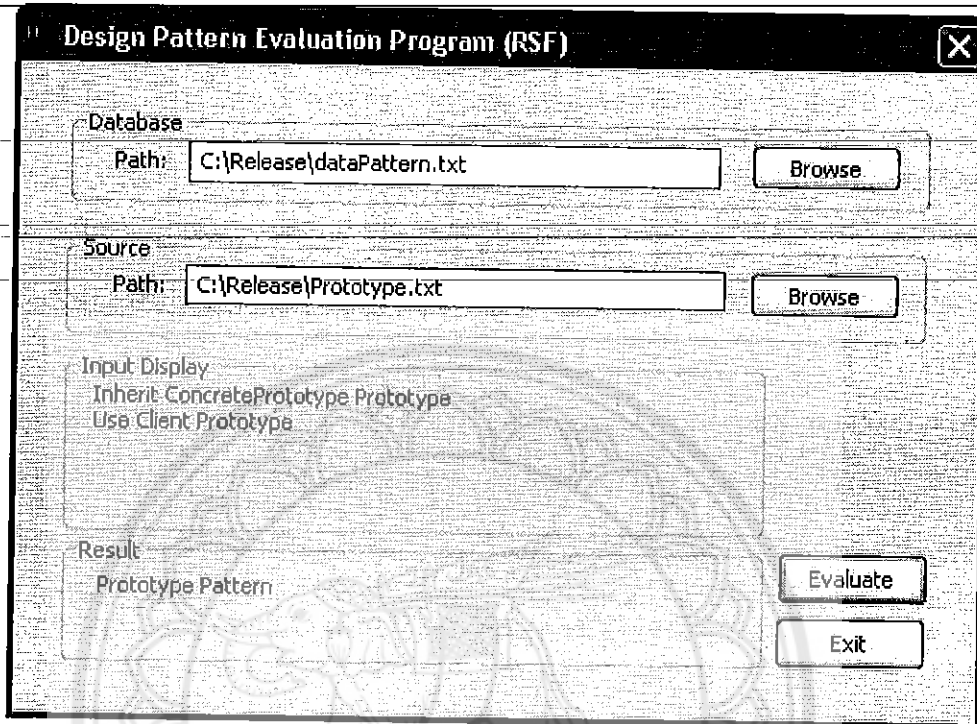 Design Pattern Evaluation Program (RSF)
Database
Path: C:\Release\dataPattern.txt Browse
Source
Path: C:\Release\Prototype.txt Browse
Input Display
Inherit ConcretePrototype Prototype
Use Client Prototype
Result
Prototype Pattern
Evaluate
Exit